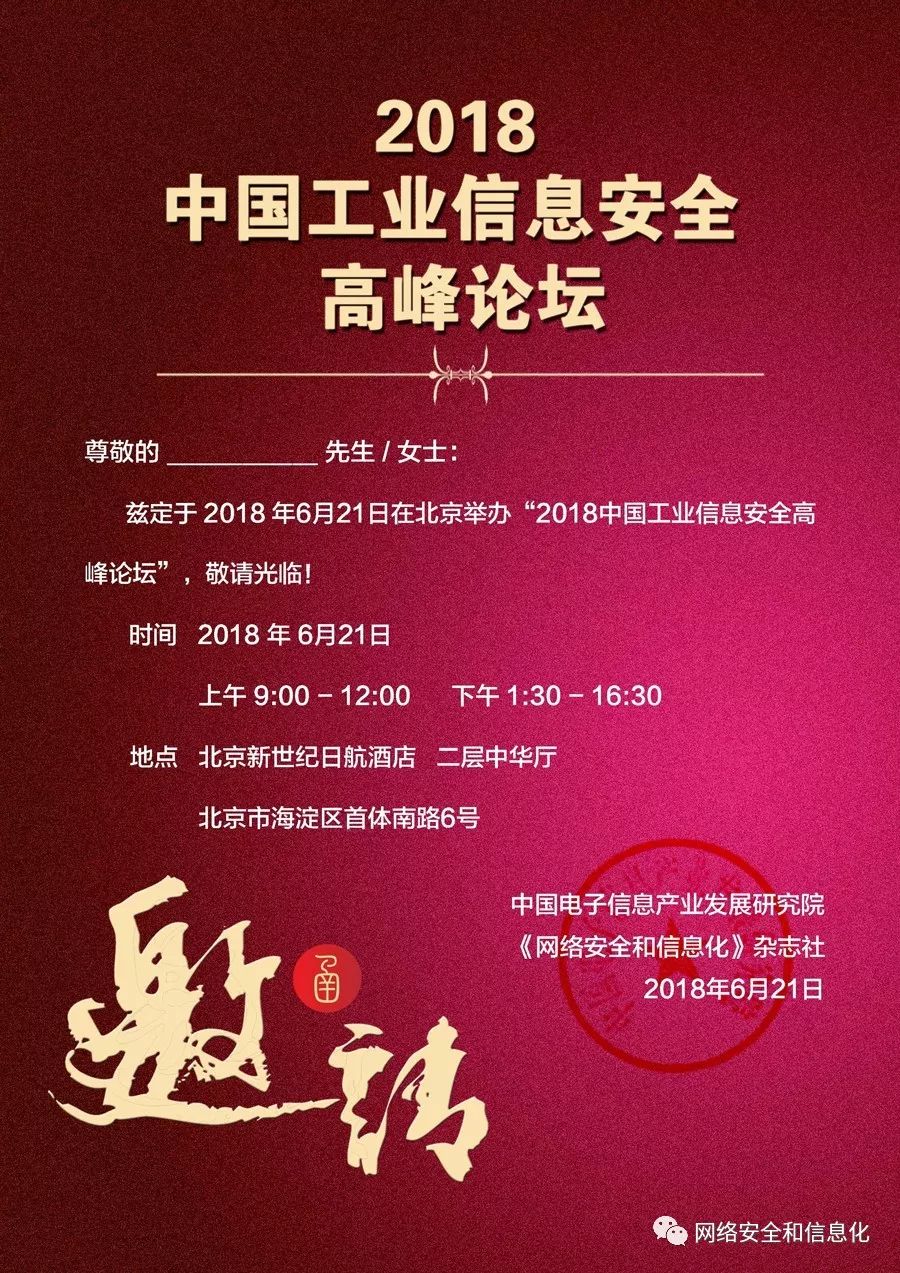 2018
中国工业信息安全
高峰论坛
尊敬的 ___________ 先生 / 女士：
兹定于 2018 年6月21日在北京举办“2018中国工业信息安全高
峰论坛”，敬请光临！
时间 2018 年 6月21日
上午 9:00 – 12:00 下午 1:30 – 16:30
地点 北京新世纪日航酒店 二层中华厅
北京市海淀区首体南路6号
中国电子信息产业发展研究院
《网络安全和信息化》杂志社
2018年6月21日
邀请
网络安全和信息化